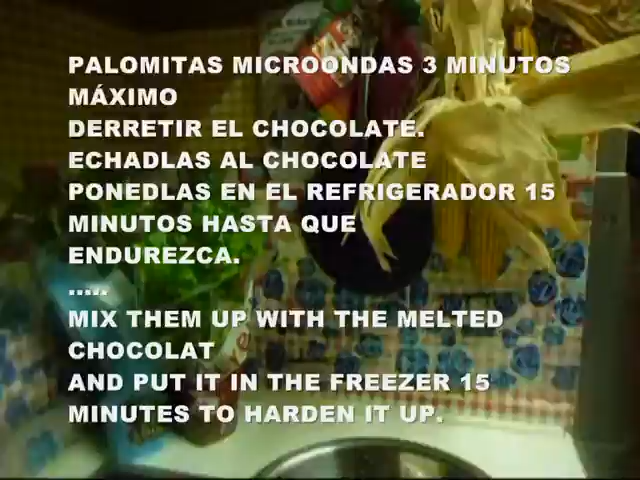 PALOMITAS MICROONDAS 3 MINUTOS
MÁXIMO
DERRETIR EL CHOCOLATE.
ECHADLAS AL CHOCOLATE
PONEDLAS EN EL REFRIGERADOR 15
MINUTOS HASTA QUE
ENDUREZCA.
.....
MIX THEM UP WITH THE MELTED
CHOCOLAT
AND PUT IT IN THE FREEZER 15
MINUTES TO HARDEN IT UP.